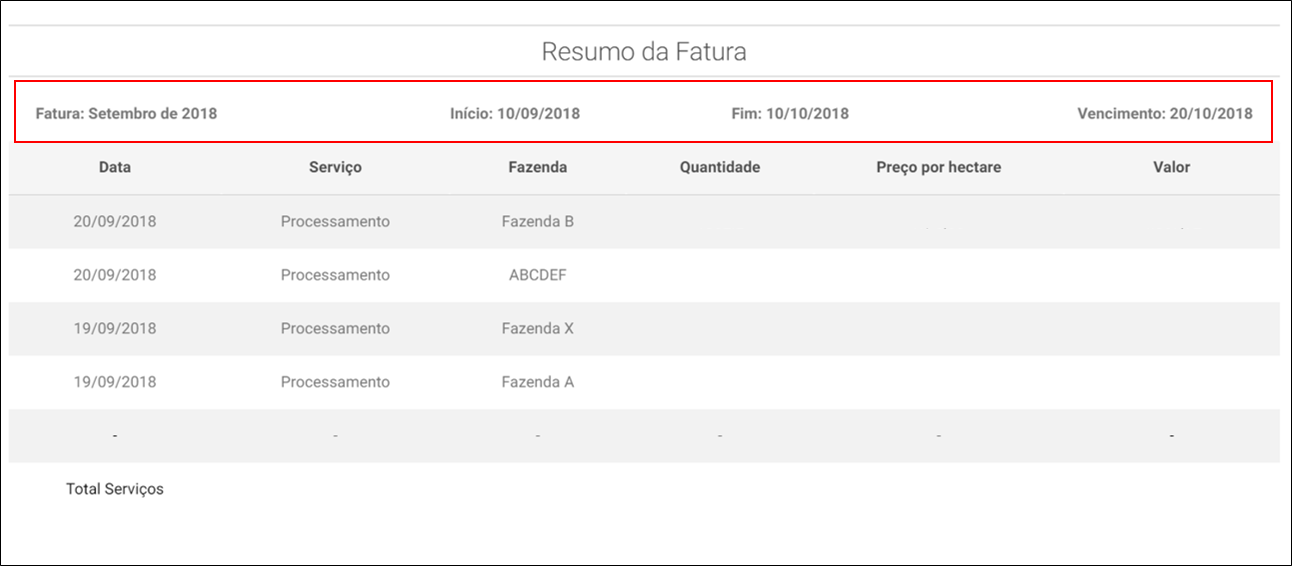 Resumo da Fatura
Fatura: Setembro de 2018 Início: 10/09/2018 Fim: 10/10/2018 Vencimento: 20/10/2018
Data Serviço Fazenda Quantidade Preço por hectare Valor
20/09/2018 Processamento Fazenda B
20/09/2018 Processamento ABCDEF
19/09/2018 Processamento Fazenda X
19/09/2018 Processamento Fazenda A
- - - - - -
Total Serviços